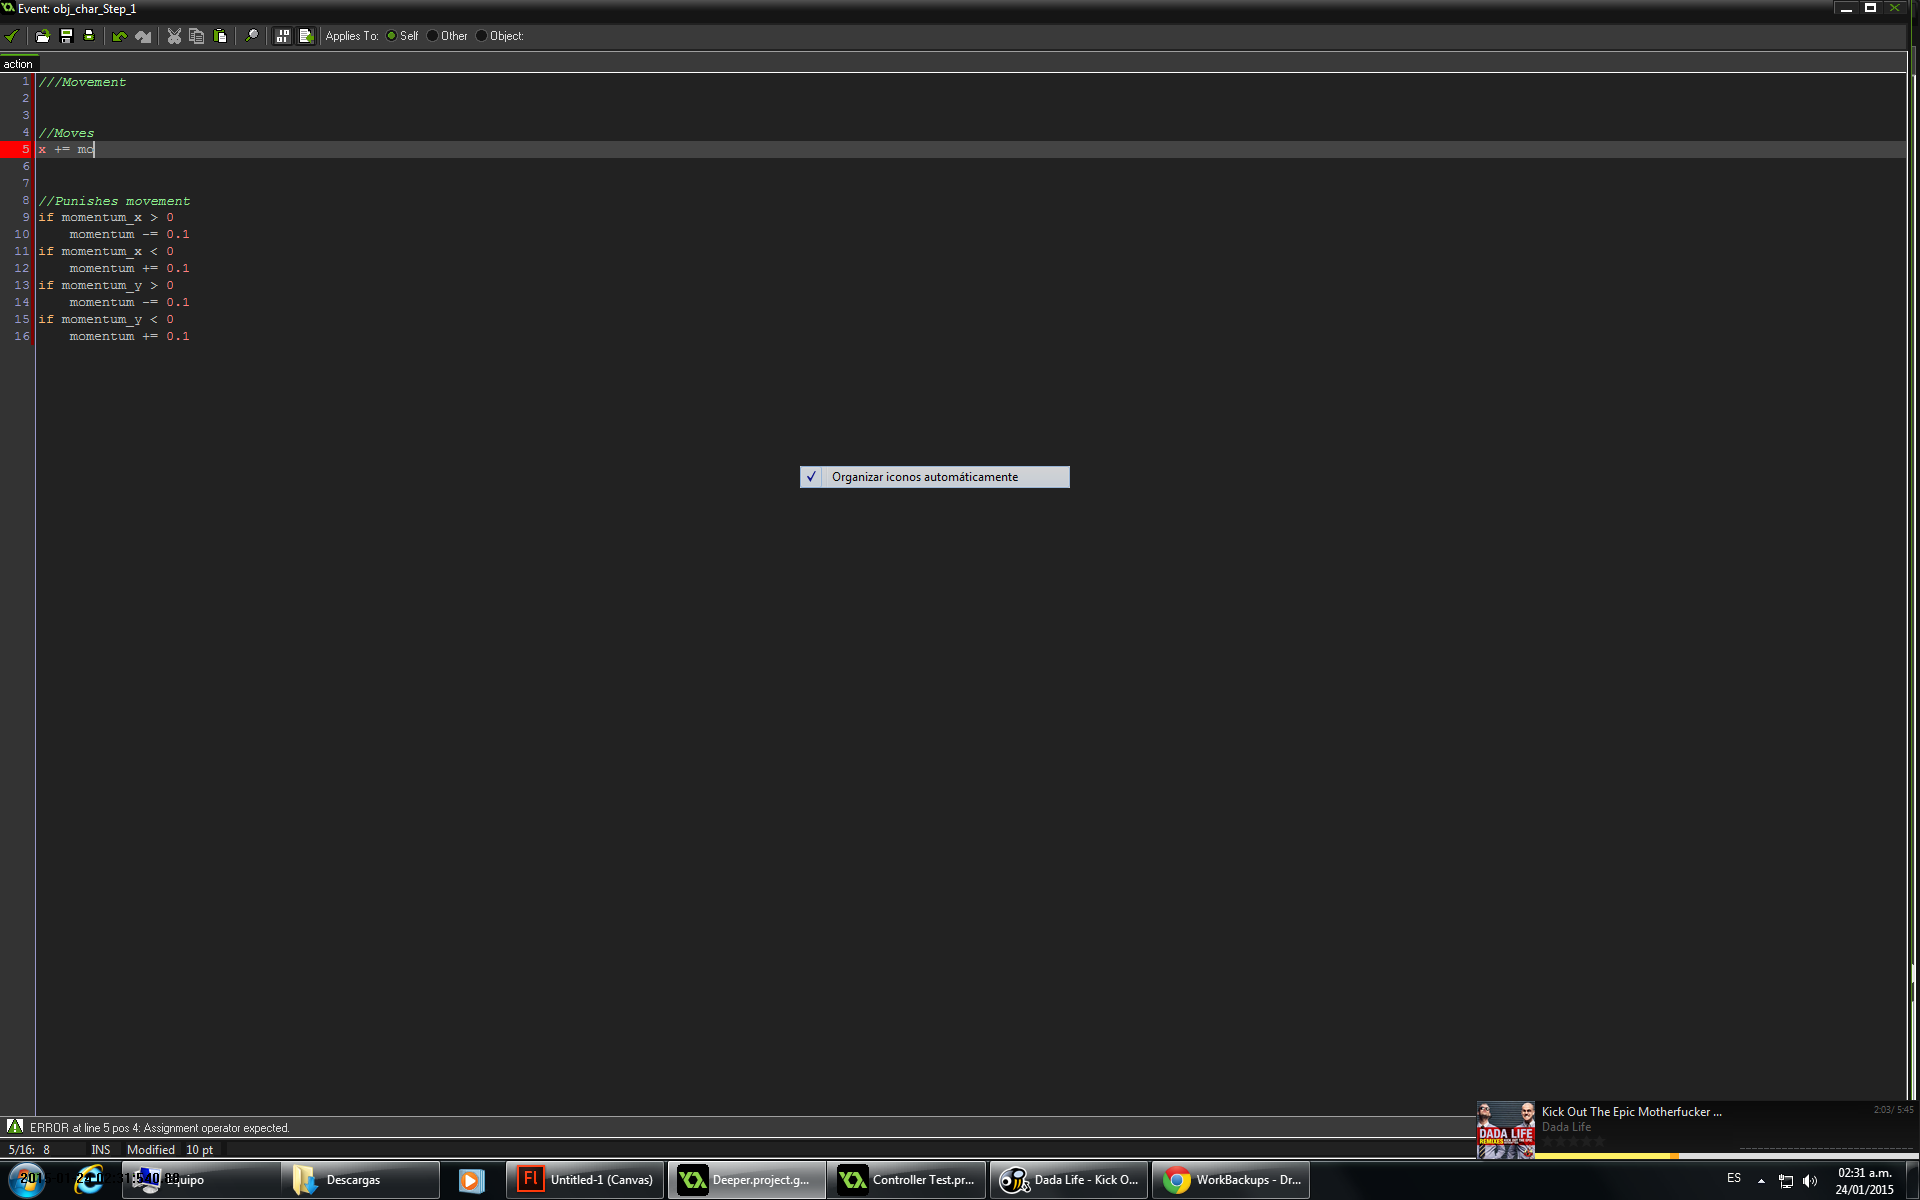 Event: obj_char_Step_1
Applies To: Self Other Object:
action
1 ///Movement
2
3
4 //Moves
5 x += mo
6
7
8 //Punishes movement
9 if momentum_x > 0
10 momentum -= 0.1
11 if momentum_x < 0
12 momentum += 0.1
13 if momentum_y > 0
14 momentum -= 0.1
15 if momentum_y < 0
16 momentum += 0.1
✓ Organizar iconos automáticamente
ERROR at line 5 pos 4: Assignment operator expected.
5/16: 8 INS Modified 10 pt
Kick Out The Epic Motherfucker ...
2:03/ 5:45
Dada Life
DADA LIFE
Equipo
Descargas
Fl Untitled-1 (Canvas)
Deeper.project.g...
Controller Test.pr...
Dada Life - Kick O...
WorkBackups - Dr...
ES
02:31 a.m.
24/01/2015